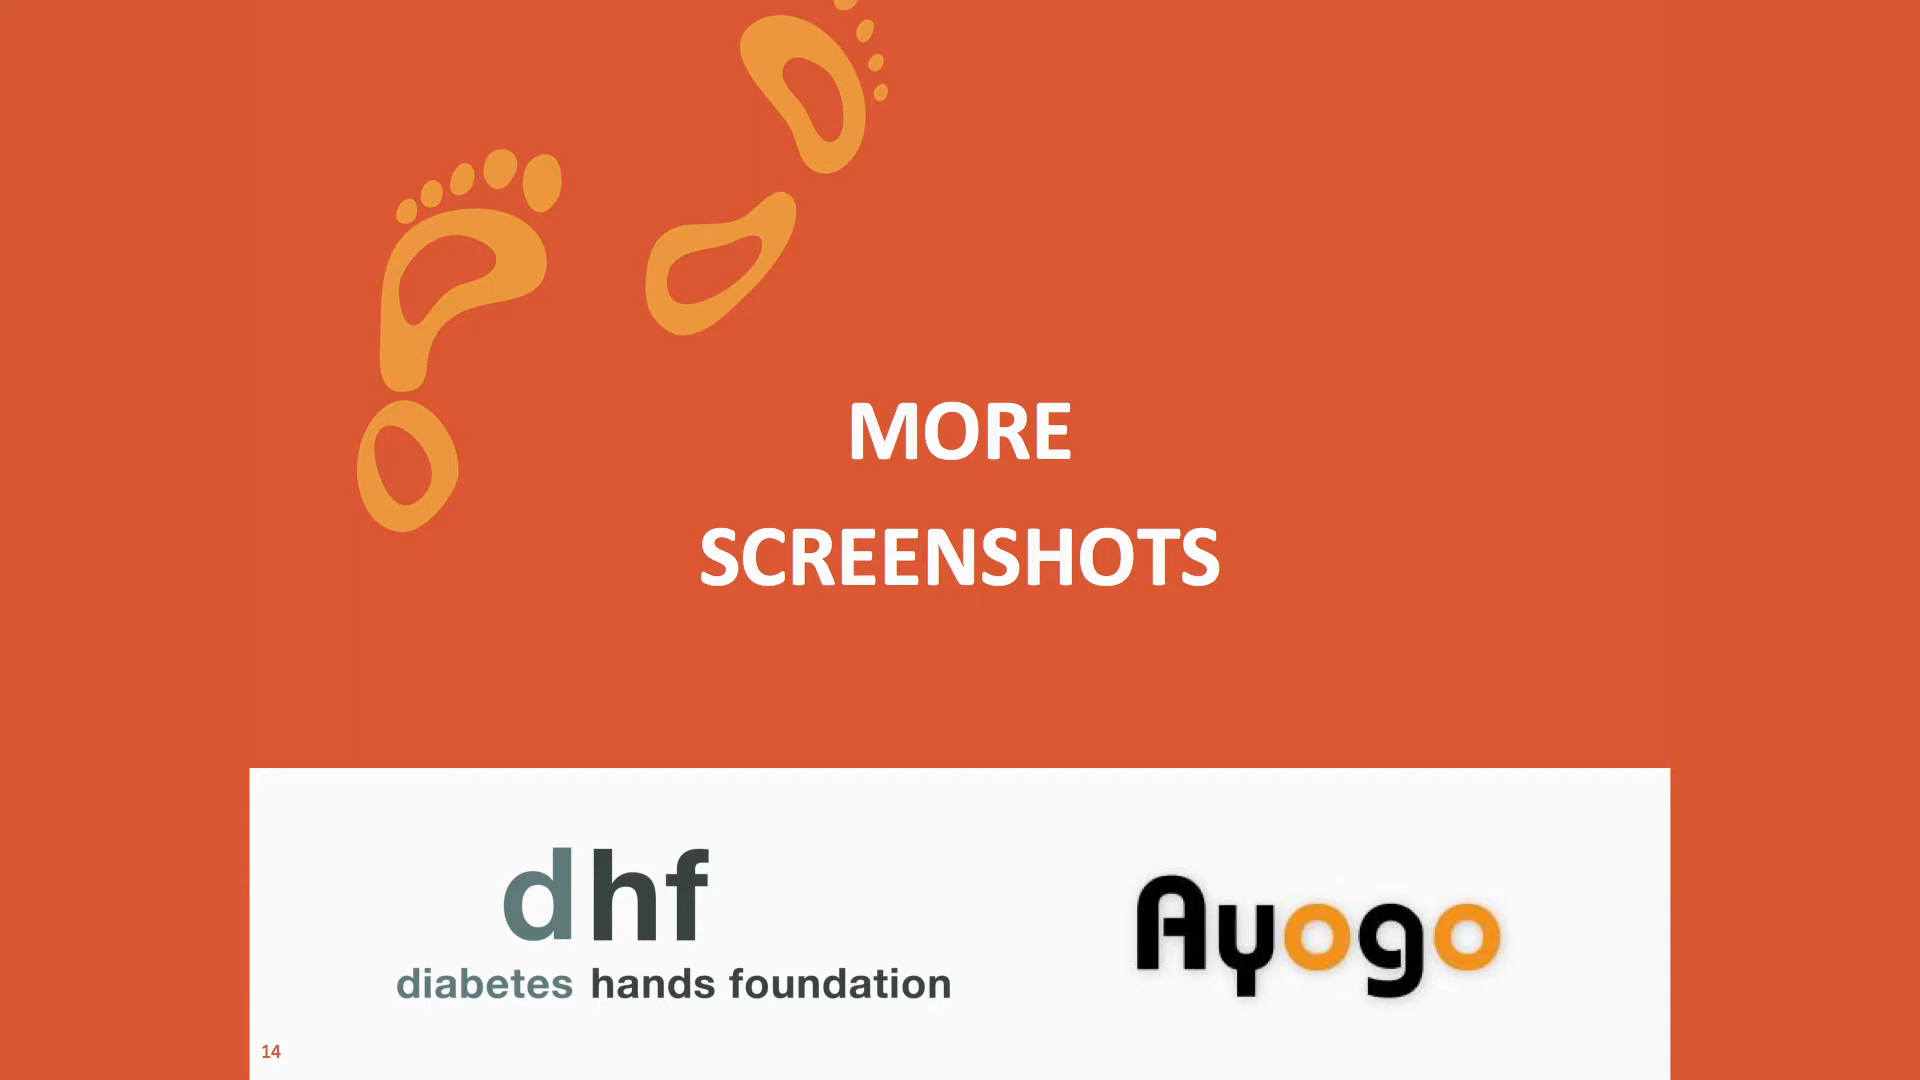 MORE
SCREENSHOTS
dhf
diabetes hands foundation
Ayogo
14